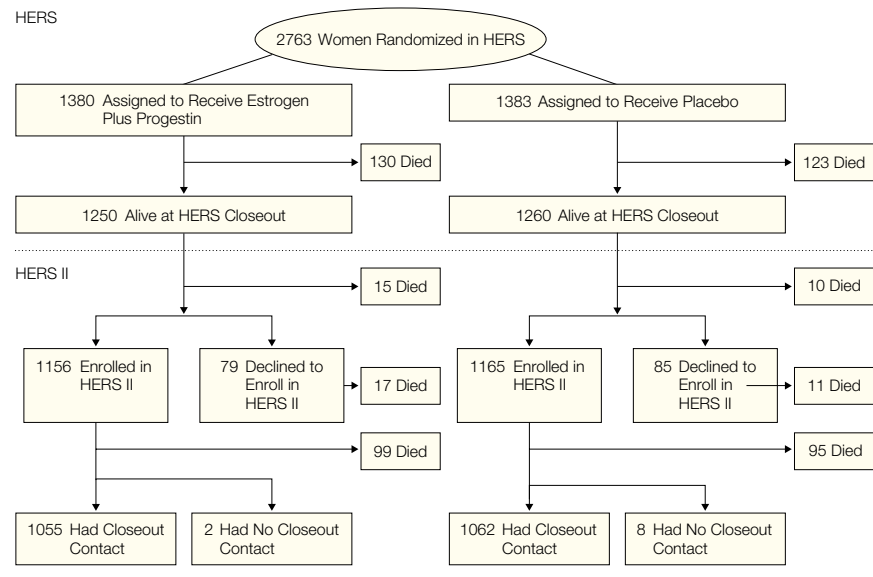 HERS
2763 Women Randomized in HERS
1380 Assigned to Receive Estrogen
Plus Progestin
1383 Assigned to Receive Placebo
130 Died
123 Died
1250 Alive at HERS Closeout
1260 Alive at HERS Closeout
HERS II
15 Died
10 Died
1156 Enrolled in
HERS II
79 Declined to
Enroll in
HERS II
17 Died
1165 Enrolled in
HERS II
85 Declined to
Enroll in
HERS II
11 Died
99 Died
95 Died
1055 Had Closeout
Contact
2 Had No Closeout
Contact
1062 Had Closeout
Contact
8 Had No Closeout
Contact